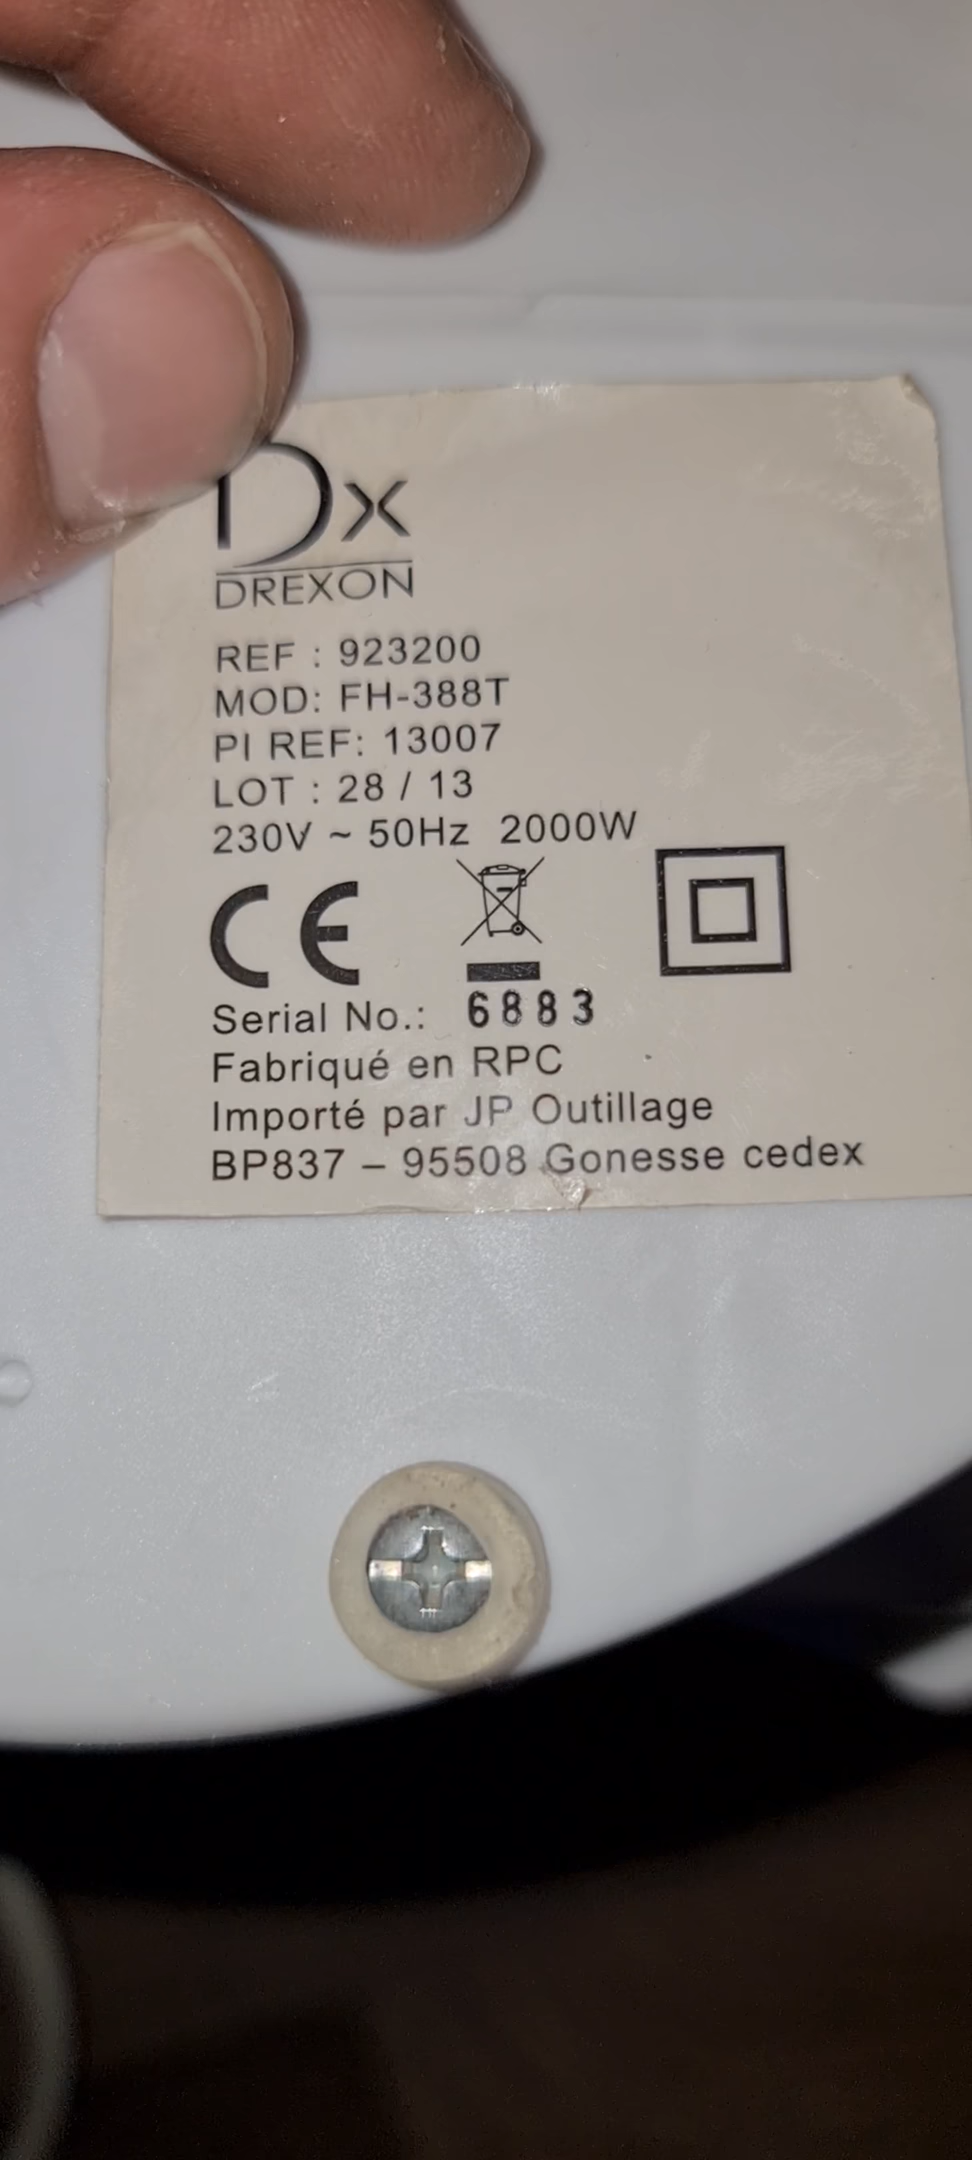 Dx
DREXON
REF : 923200
MOD: FH-388T
PI REF: 13007
LOT : 28 / 13
230V ~ 50Hz 2000W
CE
Serial No.: 6883
Fabriqué en RPC
Importé par JP Outillage
BP837 – 95508 Gonesse cedex